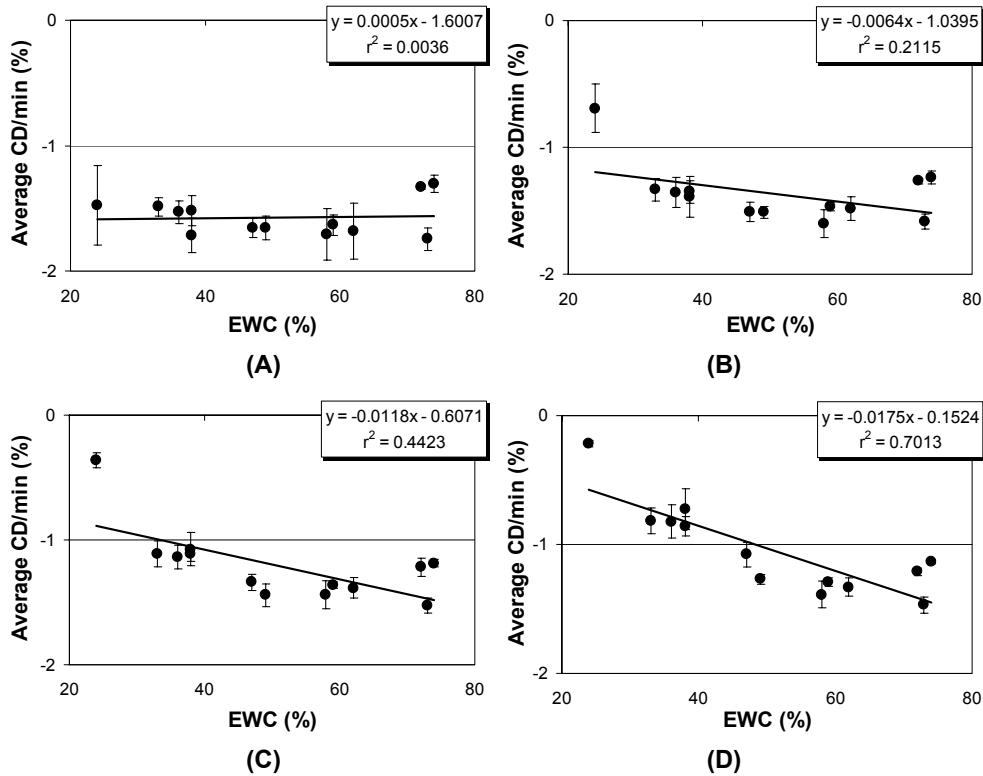 y = 0.0005x - 1.6007
r² = 0.0036
Average CD/min (%)
0
-1
-2
20 40 60 80
EWC (%)
(A)
y = -0.0064x - 1.0395
r² = 0.2115
Average CD/min (%)
0
-1
-2
20 40 60 80
EWC (%)
(B)
y = -0.0118x - 0.6071
r² = 0.4423
Average CD/min (%)
0
-1
-2
20 40 60 80
EWC (%)
(C)
y = -0.0175x - 0.1524
r² = 0.7013
Average CD/min (%)
0
-1
-2
20 40 60 80
EWC (%)
(D)